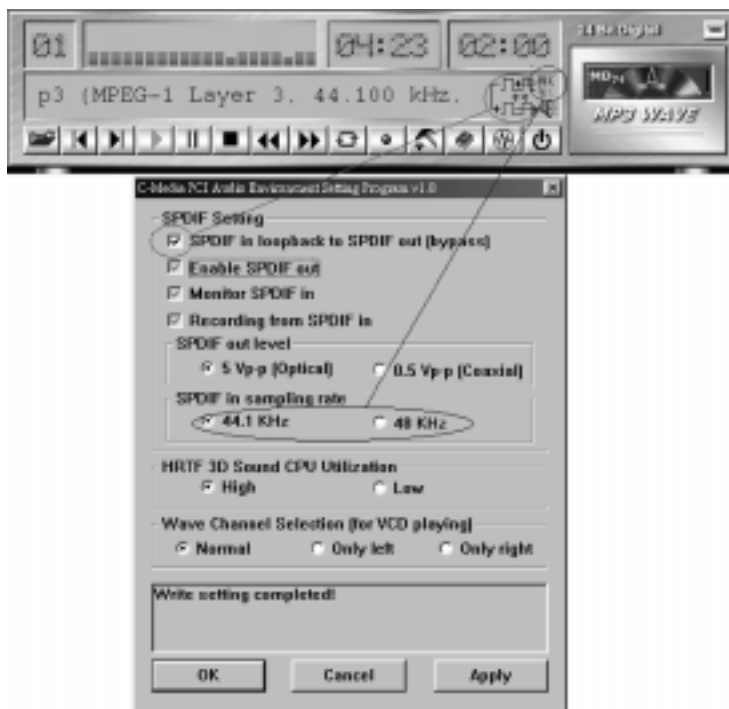 01 04:23 02:00
p3 (MPEG-1 Layer 3, 44.100 kHz,
MP3 WAVE
C-Media PCI Audio Environment Setting Program v1.0
SPDIF Setting
SPDIF in loopback to SPDIF out (bypass)
Enable SPDIF out
Monitor SPDIF in
Recording from SPDIF in
SPDIF out level
5 Vp-p (Optical) 0.5 Vp-p (Coaxial)
SPDIF in sampling rate
44.1 KHz 48 KHz
HRTF 3D Sound CPU Utilization
High Low
Wave Channel Selection (for VCD playing)
Normal Only left Only right
Write setting completed!
OK Cancel Apply